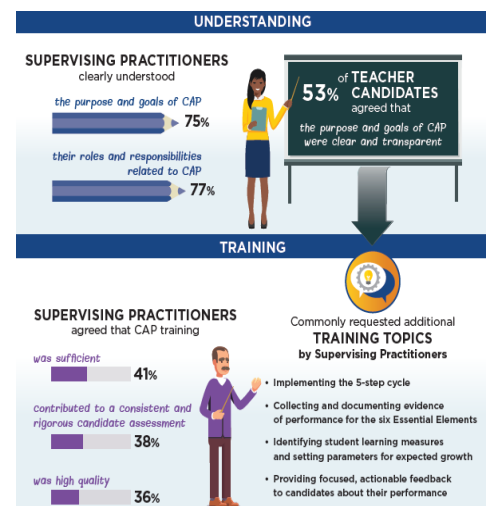 UNDERSTANDING
SUPERVISING PRACTITIONERS
clearly understood
the purpose and goals of CAP
75%
their roles and responsibilities
related to CAP
77%
53% of TEACHER
CANDIDATES
agreed that
the purpose and goals of CAP
were clear and transparent
TRAINING
SUPERVISING PRACTITIONERS
agreed that CAP training
was sufficient
41%
contributed to a consistent and
rigorous candidate assessment
38%
was high quality
36%
Commonly requested additional
TRAINING TOPICS
by Supervising Practitioners
• Implementing the 5-step cycle
• Collecting and documenting evidence
of performance for the six Essential Elements
• Identifying student learning measures
and setting parameters for expected growth
• Providing focused, actionable feedback
to candidates about their performance